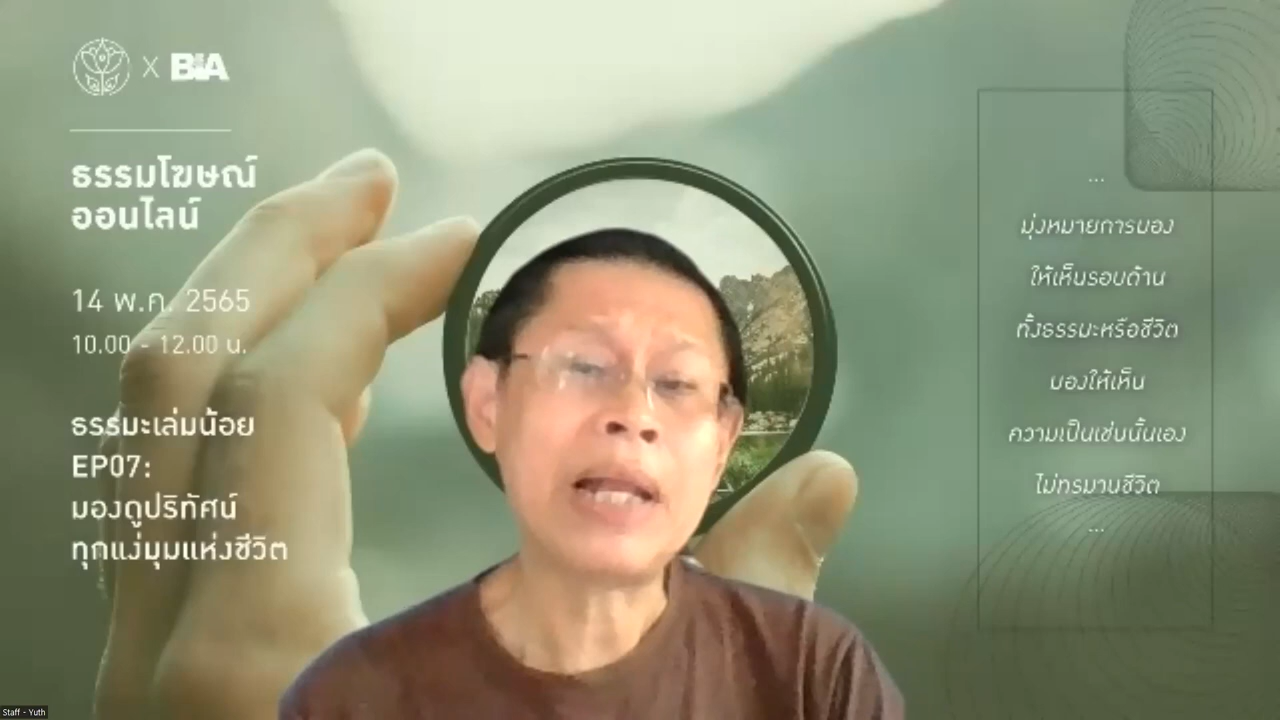 X BIA
ธรรมโฆษณ์
ออนไลน์
14 พ.ค. 2565
10.00 - 12.00 น.
ธรรมะเล่มน้อย
EP07:
มองดูปริทัศน์
ทุกแง่มุมแห่งชีวิต
...
มุ่งหมายการมอง
ให้เห็นรอบด้าน
ทั้งธรรมะหรือชีวิต
มองให้เห็น
ความเป็นเช่นนั้นเอง
ไม่ทรมานชีวิต
...
Staff - Yuth